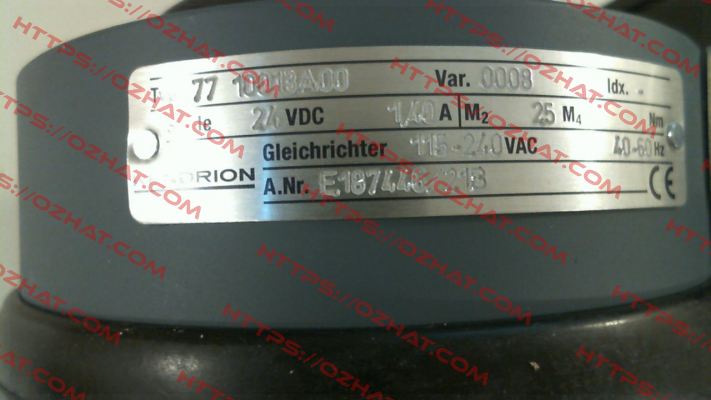 77 10013A00 Var. 0008 Idx. -
24 VDC 1,40 A M2 25 M4 Nm
Gleichrichter 115-240 VAC 40-60 Hz
A.Nr. CE
HTTPS://OZHAT.COM